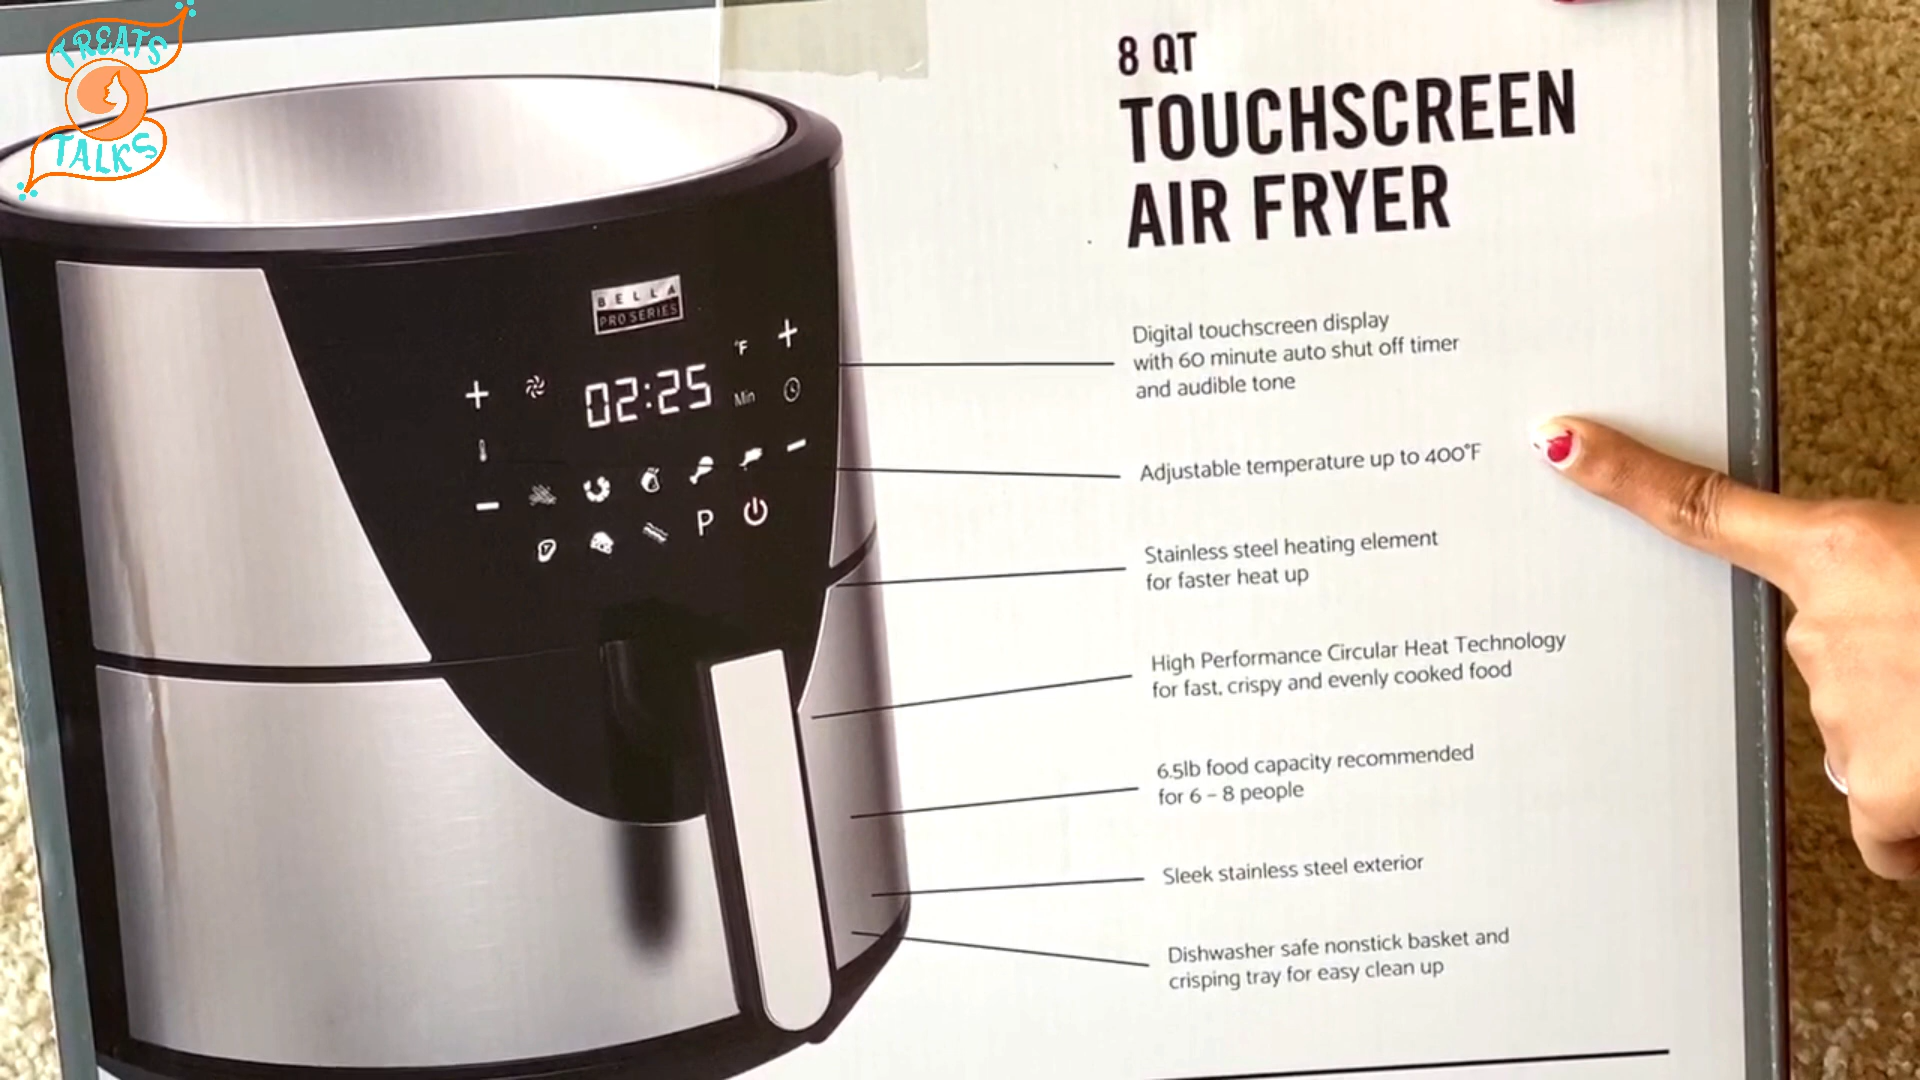 TREATS
TALKS
8 QT
TOUCHSCREEN
AIR FRYER
BELLA
PRO SERIES
°F
02:25
Min
P
Digital touchscreen display
with 60 minute auto shut off timer
and audible tone
Adjustable temperature up to 400°F
Stainless steel heating element
for faster heat up
High Performance Circular Heat Technology
for fast, crispy and evenly cooked food
6.5lb food capacity recommended
for 6 – 8 people
Sleek stainless steel exterior
Dishwasher safe nonstick basket and
crisping tray for easy clean up